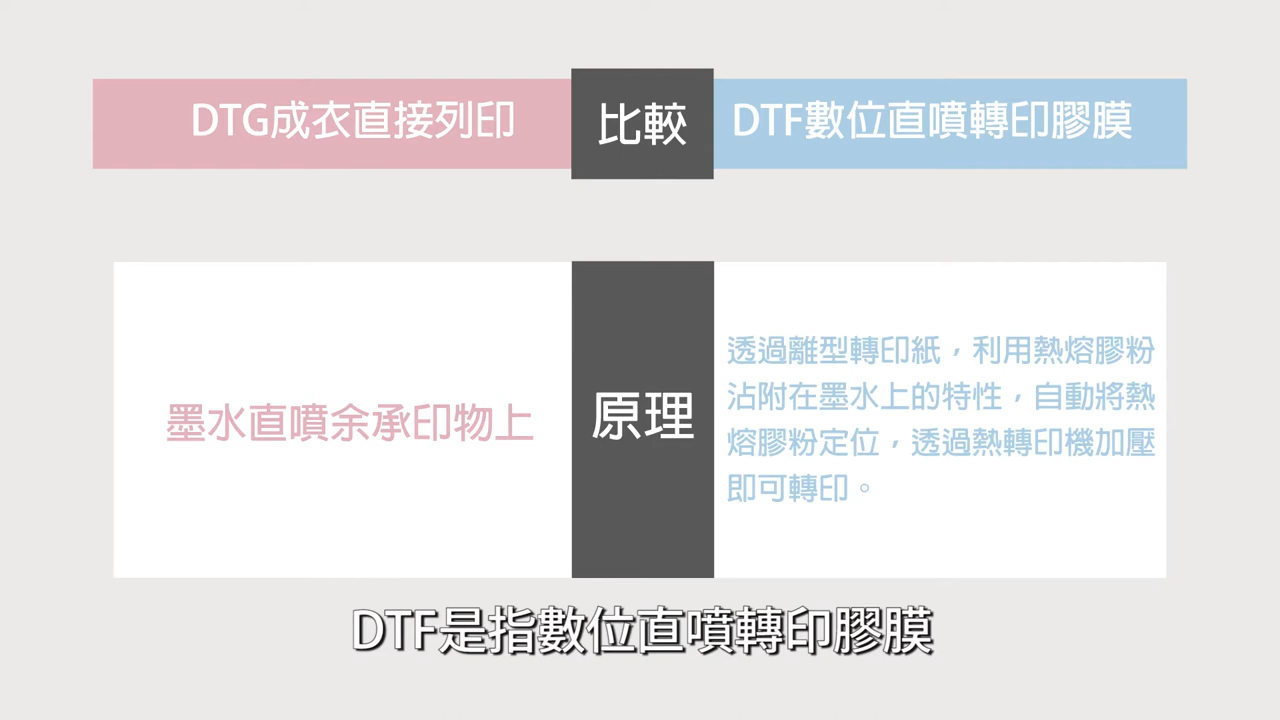 DTG成衣直接列印
比較
DTF數位直噴轉印膠膜
墨水直噴余承印物上
原理
透過離型轉印紙，利用熱熔膠粉
沾附在墨水上的特性，自動將熱
熔膠粉定位，透過熱轉印機加壓
即可轉印。
DTF是指數位直噴轉印膠膜